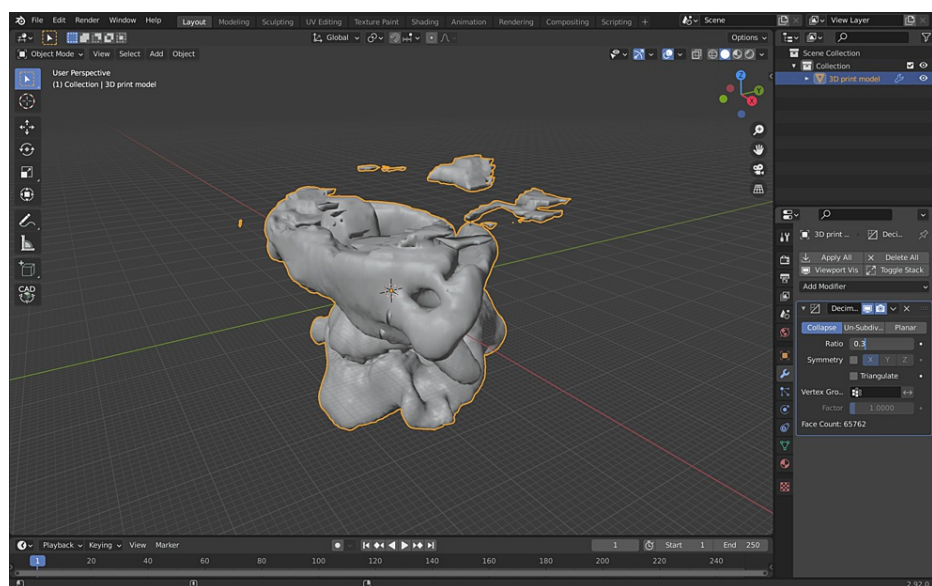 File Edit Render Window Help Layout Modeling Sculpting UV Editing Texture Paint Shading Animation Rendering Compositing Scripting + Scene View Layer
Global Options
Object Mode View Select Add Object
User Perspective
(1) Collection | 3D print model
Z
Y
X
Scene Collection
Collection
3D print model
3D print ... Deci...
Apply All Delete All
Viewport Vis Toggle Stack
Add Modifier
Decim...
Collapse Un-Subdiv... Planar
Ratio 0.3
Symmetry X Y Z
Triangulate
Vertex Gro...
Factor 1.0000
Face Count: 65762
CAD
Playback Keying View Marker 1 Start 1 End 250
1 20 40 60 80 100 120 140 160 180 200 220 240
2.92.0